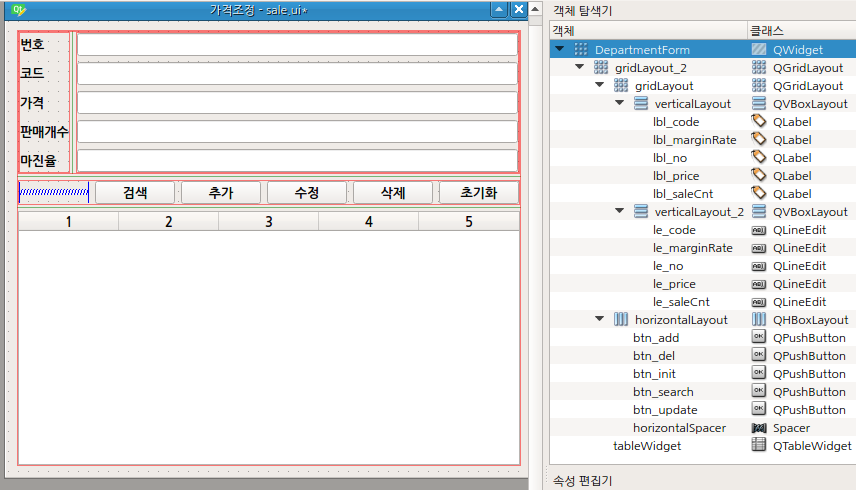 가격조정 - sale.ui*
번호
코드
가격
판매개수
마진율
검색 추가 수정 삭제 초기화
1 2 3 4 5
객체 탐색기
객체 클래스
DepartmentForm QWidget
gridLayout_2 QGridLayout
gridLayout QGridLayout
verticalLayout QVBoxLayout
lbl_code QLabel
lbl_marginRate QLabel
lbl_no QLabel
lbl_price QLabel
lbl_saleCnt QLabel
verticalLayout_2 QVBoxLayout
le_code QLineEdit
le_marginRate QLineEdit
le_no QLineEdit
le_price QLineEdit
le_saleCnt QLineEdit
horizontalLayout QHBoxLayout
btn_add QPushButton
btn_del QPushButton
btn_init QPushButton
btn_search QPushButton
btn_update QPushButton
horizontalSpacer Spacer
tableWidget QTableWidget
속성 편집기